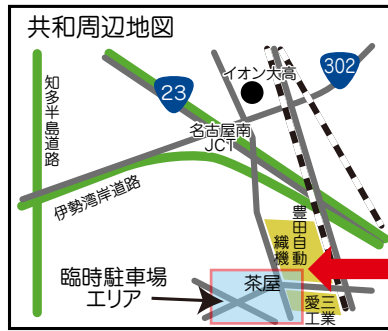 共和周辺地図
知多半島道路
23
イオン大高
302
名古屋南
JCT
伊勢湾岸道路
豊田自動
織機
臨時駐車場
エリア
茶屋
愛三
工業